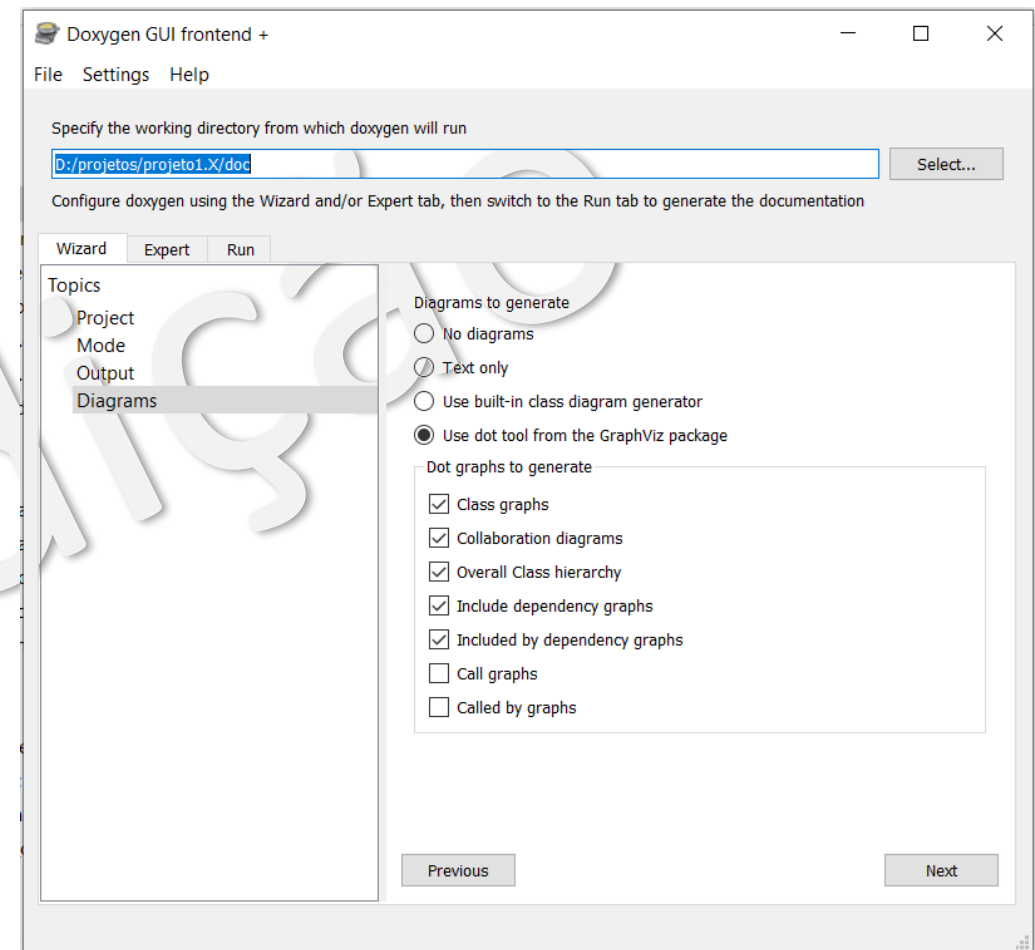 Doxygen GUI frontend +
File Settings Help
Specify the working directory from which doxygen will run
D:/projetos/projeto1.X/doc
Select...
Configure doxygen using the Wizard and/or Expert tab, then switch to the Run tab to generate the documentation
Wizard Expert Run
Topics
Project
Mode
Output
Diagrams
Diagrams to generate
No diagrams
Text only
Use built-in class diagram generator
Use dot tool from the GraphViz package
Dot graphs to generate
Class graphs
Collaboration diagrams
Overall Class hierarchy
Include dependency graphs
Included by dependency graphs
Call graphs
Called by graphs
Previous
Next